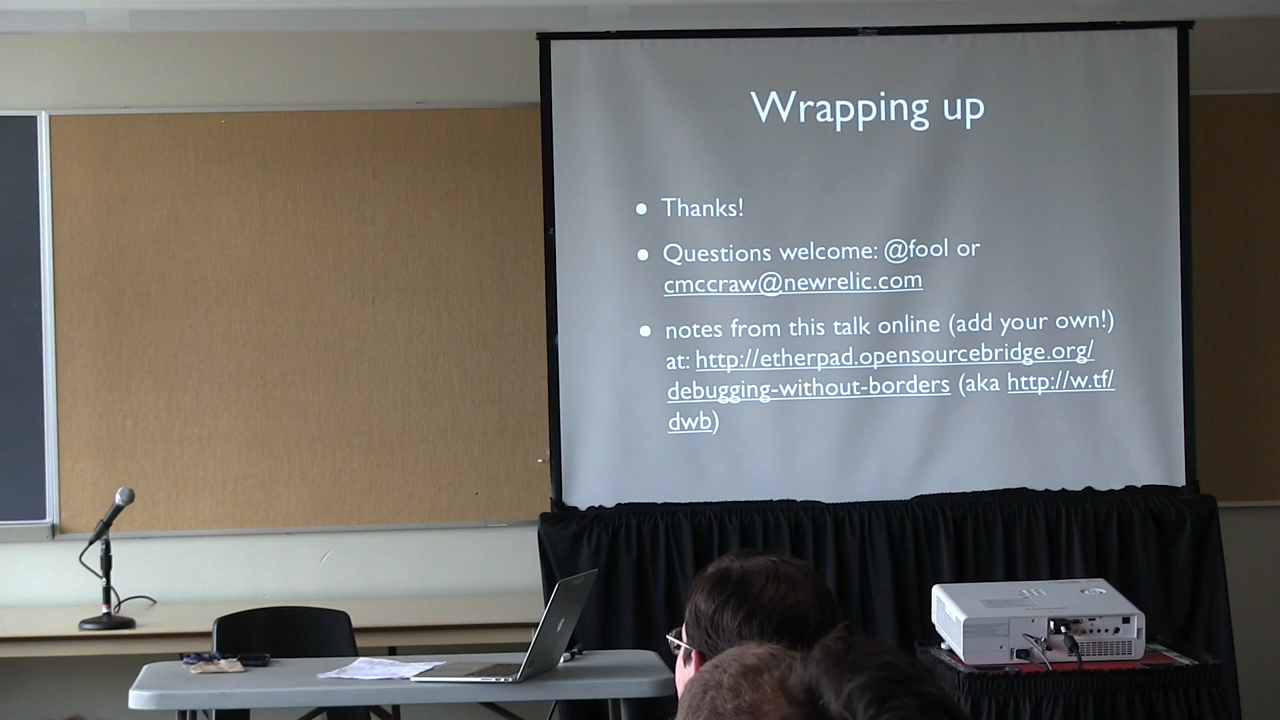 Wrapping up
Thanks!
Questions welcome: @fool or
cmccraw@newrelic.com
notes from this talk online (add your own!)
at: http://etherpad.opensourcebridge.org/
debugging-without-borders (aka http://w.tf/
dwb)